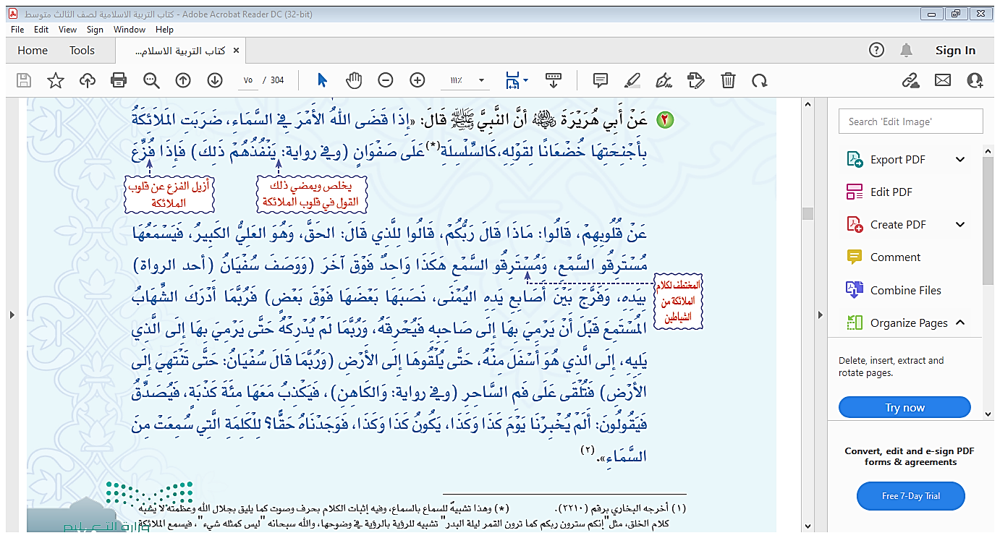 كتاب التربية الاسلامية لصف الثالث متوسط - Adobe Acrobat Reader DC (32-bit)
File Edit View Sign Window Help
Home Tools كتاب التربية الاسلام... × Sign In
٧٥ / 304 ١١١٪
٢ عَنْ أَبِي هُرَيْرَةَ رضي الله عنه أنَّ النَّبِيَّ ﷺ قَالَ: «إِذَا قَضَى اللهُ الأَمْرَ فِي السَّمَاءِ، ضَرَبَتِ المَلَائِكَةُ
بِأَجْنِحَتِهَا خُضْعَانًا لِقَوْلِهِ، كَالسِّلْسِلَةِ(*) عَلَى صَفْوَانٍ (وفي رواية: يَنْفُذُهُمْ ذَلِكَ) فَإِذَا فُزِّعَ
يخلص ويمضي ذلك
القول في قلوب الملائكة
أزيل الفزع عن قلوب
الملائكة
عَنْ قُلُوبِهِمْ، قَالُوا: مَاذَا قَالَ رَبُّكُمْ، قَالُوا لِلَّذِي قَالَ: الحَقَّ، وَهُوَ العَلِيُّ الكَبِيرُ، فَيَسْمَعُهَا
مُسْتَرِقُو السَّمْعِ، وَمُسْتَرِقُو السَّمْعِ هَكَذَا وَاحِدٌ فَوْقَ آخَرَ (وَوَصَفَ سُفْيَانُ (أحد الرواة)
المختطف لكلام
الملائكة من
الشياطين
بِيَدِهِ، وَفَرَّجَ بَيْنَ أَصَابِعِ يَدِهِ اليُمْنَى، نَصَبَهَا بَعْضَهَا فَوْقَ بَعْضٍ) فَرُبَّمَا أَدْرَكَ الشِّهَابُ
المُسْتَمِعَ قَبْلَ أَنْ يَرْمِيَ بِهَا إِلَى صَاحِبِهِ فَيُحْرِقَهُ، وَرُبَّمَا لَمْ يُدْرِكْهُ حَتَّى يَرْمِيَ بِهَا إِلَى الَّذِي
يَلِيهِ، إِلَى الَّذِي هُوَ أَسْفَلَ مِنْهُ، حَتَّى يُلْقُوهَا إِلَى الأَرْضِ (وَرُبَّمَا قَالَ سُفْيَانُ: حَتَّى تَنْتَهِيَ إِلَى
الأَرْضِ) فَتُلْقَى عَلَى فَمِ السَّاحِرِ (وفي رواية: وَالكَاهِنِ)، فَيَكْذِبُ مَعَهَا مِئَةَ كَذْبَةٍ، فَيُصَدَّقُ
فَيَقُولُونَ: أَلَمْ يُخْبِرْنَا يَوْمَ كَذَا وَكَذَا، يَكُونُ كَذَا وَكَذَا، فَوَجَدْنَاهُ حَقًّا؟ لِلْكَلِمَةِ الَّتِي سُمِعَتْ مِنَ
السَّمَاءِ».(٢)
(١) أخرجه البخاري برقم (٢٢١٠). (*) وهذا تشبيهٌ للسماع بالسماع، وفيه إثبات الكلام بحرف وصوت كما يليق بجلال الله وعظمته لا يشبه
كلام الخلق، مثل"إنكم سترون ربكم كما ترون القمر ليلة البدر" تشبيه للرؤية بالرؤية في وضوحها، والله سبحانه "ليس كمثله شيء"، فيسمع الملائكة
وزارة التعليم
Search 'Edit Image'
Export PDF
Edit PDF
Create PDF
Comment
Combine Files
Organize Pages
Delete, insert, extract and
rotate pages.
Try now
Convert, edit and e-sign PDF
forms & agreements
Free 7-Day Trial